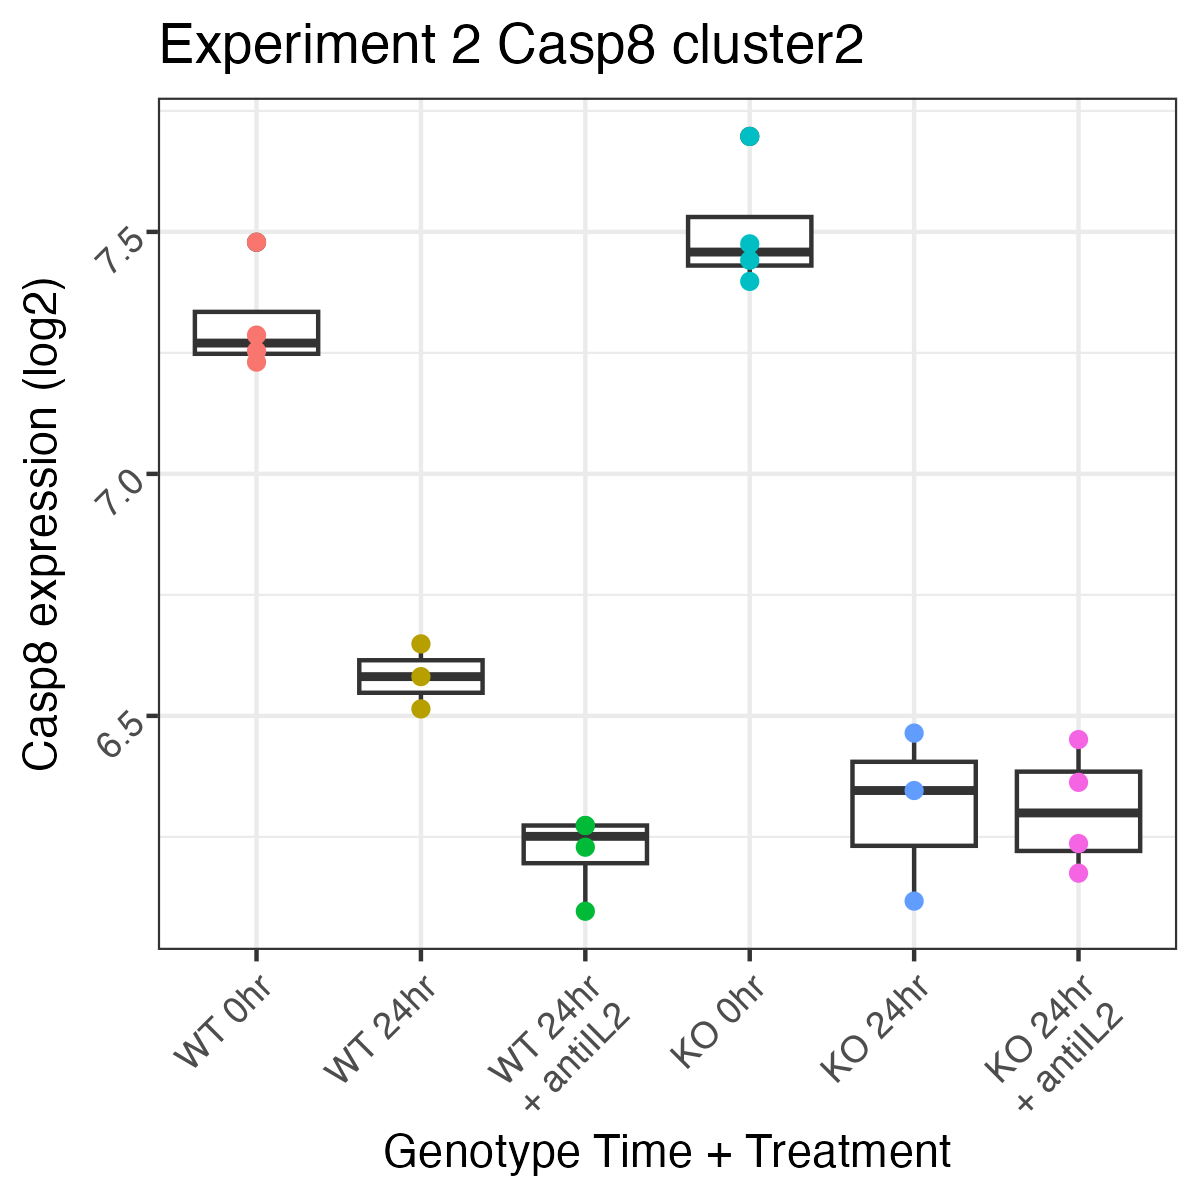 Experiment 2 Casp8 cluster2
Casp8 expression (log2)
7.5
7.0
6.5
WT 0hr
WT 24hr
WT 24hr
+ antiIL2
KO 0hr
KO 24hr
KO 24hr
+ antiIL2
Genotype Time + Treatment